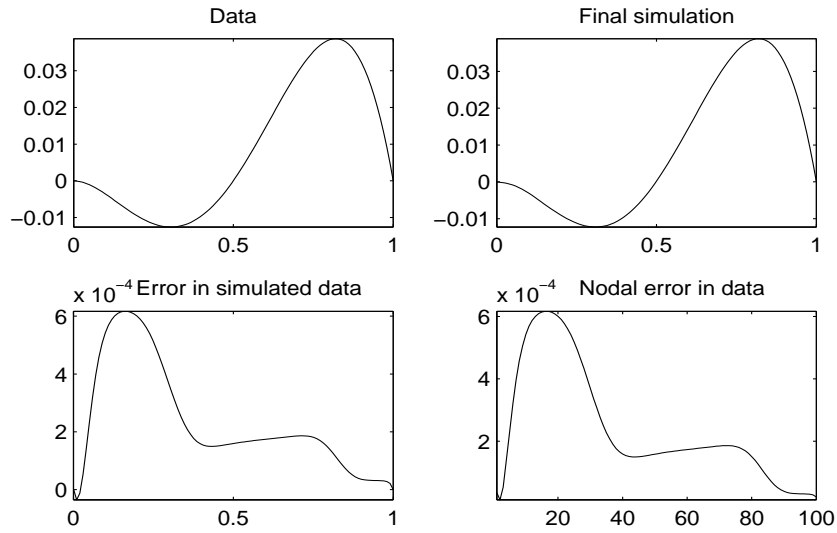 Data
0.03
0.02
0.01
0
−0.01
0 0.5 1
Final simulation
0.03
0.02
0.01
0
−0.01
0 0.5 1
x 10−4 Error in simulated data
6
4
2
0
0 0.5 1
x 10−4 Nodal error in data
6
4
2
20 40 60 80 100